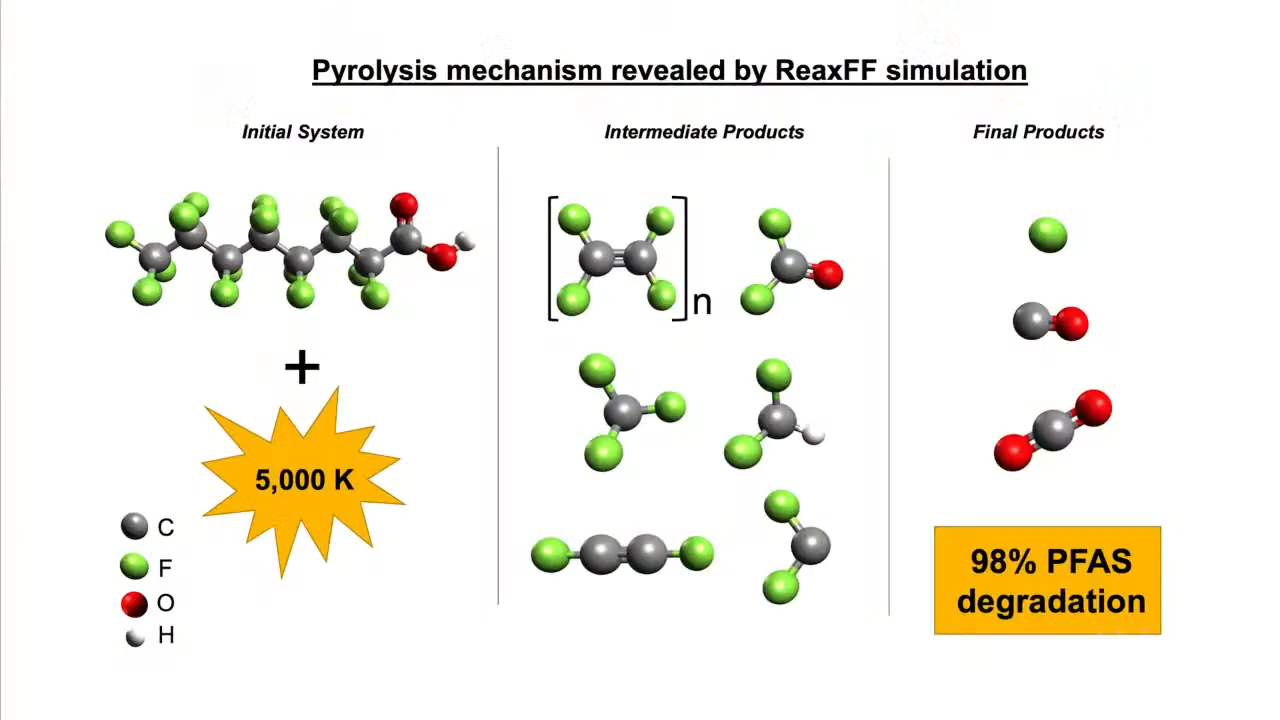 Pyrolysis mechanism revealed by ReaxFF simulation
Initial System
Intermediate Products
Final Products
n
+
5,000 K
C
F
O
H
98% PFAS
degradation